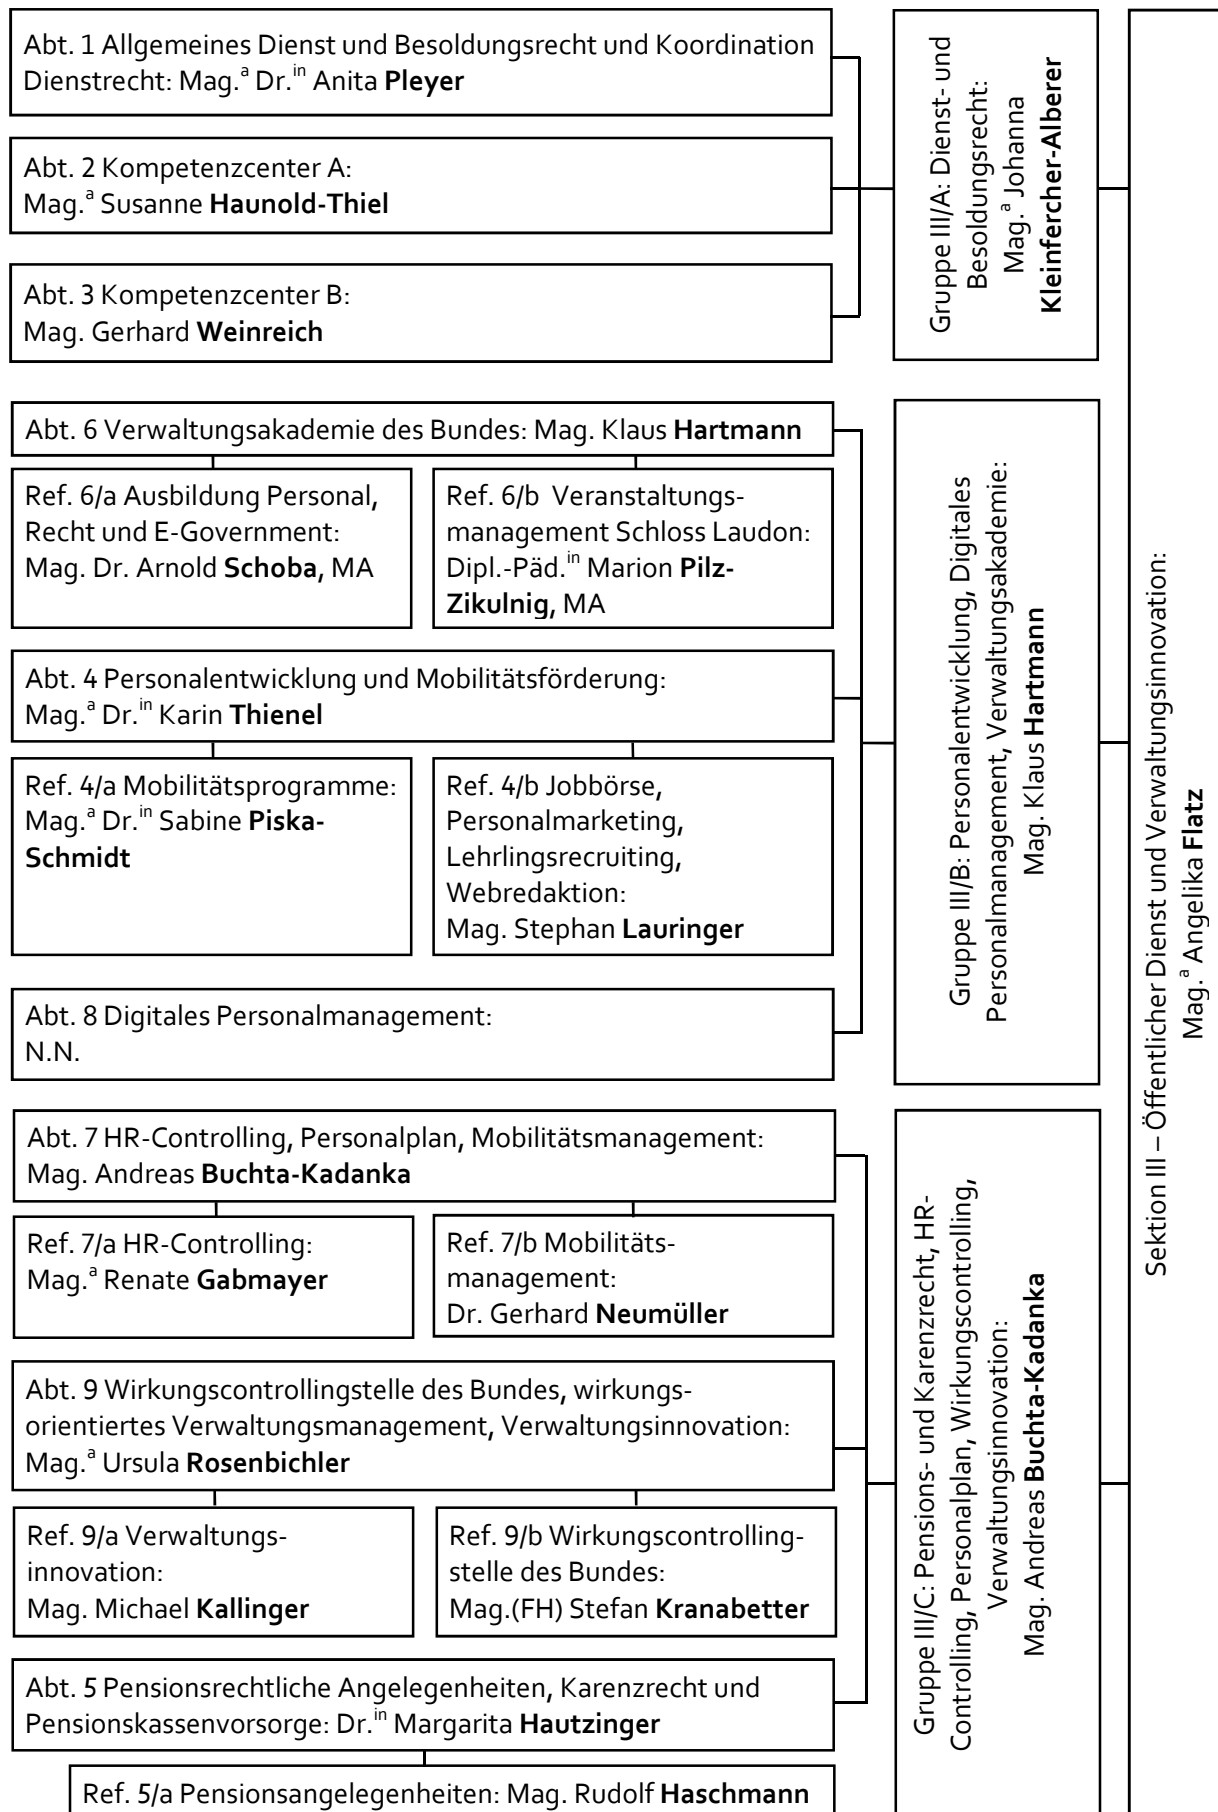 Abt. 1 Allgemeines Dienst und Besoldungsrecht und Koordination
Dienstrecht: Mag.ª Dr.ⁱⁿ Anita Pleyer
Abt. 2 Kompetenzcenter A:
Mag.ª Susanne Haunold-Thiel
Abt. 3 Kompetenzcenter B:
Mag. Gerhard Weinreich
Gruppe III/A: Dienst- und
Besoldungsrecht:
Mag.ª Johanna
Kleinfercher-Alberer
Abt. 6 Verwaltungsakademie des Bundes: Mag. Klaus Hartmann
Ref. 6/a Ausbildung Personal,
Recht und E-Government:
Mag. Dr. Arnold Schoba, MA
Ref. 6/b Veranstaltungs-
management Schloss Laudon:
Dipl.-Päd.ⁱⁿ Marion Pilz-
Zikulnig, MA
Abt. 4 Personalentwicklung und Mobilitätsförderung:
Mag.ª Dr.ⁱⁿ Karin Thienel
Ref. 4/a Mobilitätsprogramme:
Mag.ª Dr.ⁱⁿ Sabine Piska-
Schmidt
Ref. 4/b Jobbörse,
Personalmarketing,
Lehrlingsrecruiting,
Webredaktion:
Mag. Stephan Lauringer
Abt. 8 Digitales Personalmanagement:
N.N.
Gruppe III/B: Personalentwicklung, Digitales
Personalmanagement, Verwaltungsakademie:
Mag. Klaus Hartmann
Abt. 7 HR-Controlling, Personalplan, Mobilitätsmanagement:
Mag. Andreas Buchta-Kadanka
Ref. 7/a HR-Controlling:
Mag.ª Renate Gabmayer
Ref. 7/b Mobilitäts-
management:
Dr. Gerhard Neumüller
Abt. 9 Wirkungscontrollingstelle des Bundes, wirkungs-
orientiertes Verwaltungsmanagement, Verwaltungsinnovation:
Mag.ª Ursula Rosenbichler
Ref. 9/a Verwaltungs-
innovation:
Mag. Michael Kallinger
Ref. 9/b Wirkungscontrolling-
stelle des Bundes:
Mag.(FH) Stefan Kranabetter
Abt. 5 Pensionsrechtliche Angelegenheiten, Karenzrecht und
Pensionskassenvorsorge: Dr.ⁱⁿ Margarita Hautzinger
Ref. 5/a Pensionsangelegenheiten: Mag. Rudolf Haschmann
Gruppe III/C: Pensions- und Karenzrecht, HR-
Controlling, Personalplan, Wirkungscontrolling,
Verwaltungsinnovation:
Mag. Andreas Buchta-Kadanka
Sektion III – Öffentlicher Dienst und Verwaltungsinnovation:
Mag.ª Angelika Flatz